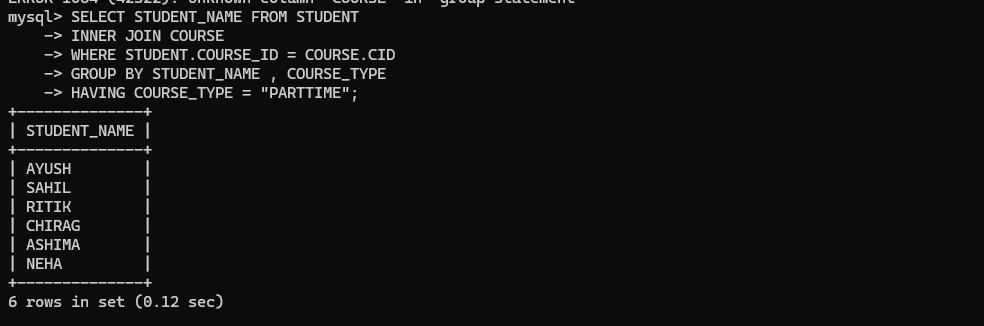 mysql> SELECT STUDENT_NAME FROM STUDENT
    -> INNER JOIN COURSE
    -> WHERE STUDENT.COURSE_ID = COURSE.CID
    -> GROUP BY STUDENT_NAME , COURSE_TYPE
    -> HAVING COURSE_TYPE = "PARTTIME";
+--------------+
| STUDENT_NAME |
+--------------+
| AYUSH        |
| SAHIL        |
| RITIK        |
| CHIRAG       |
| ASHIMA       |
| NEHA         |
+--------------+
6 rows in set (0.12 sec)